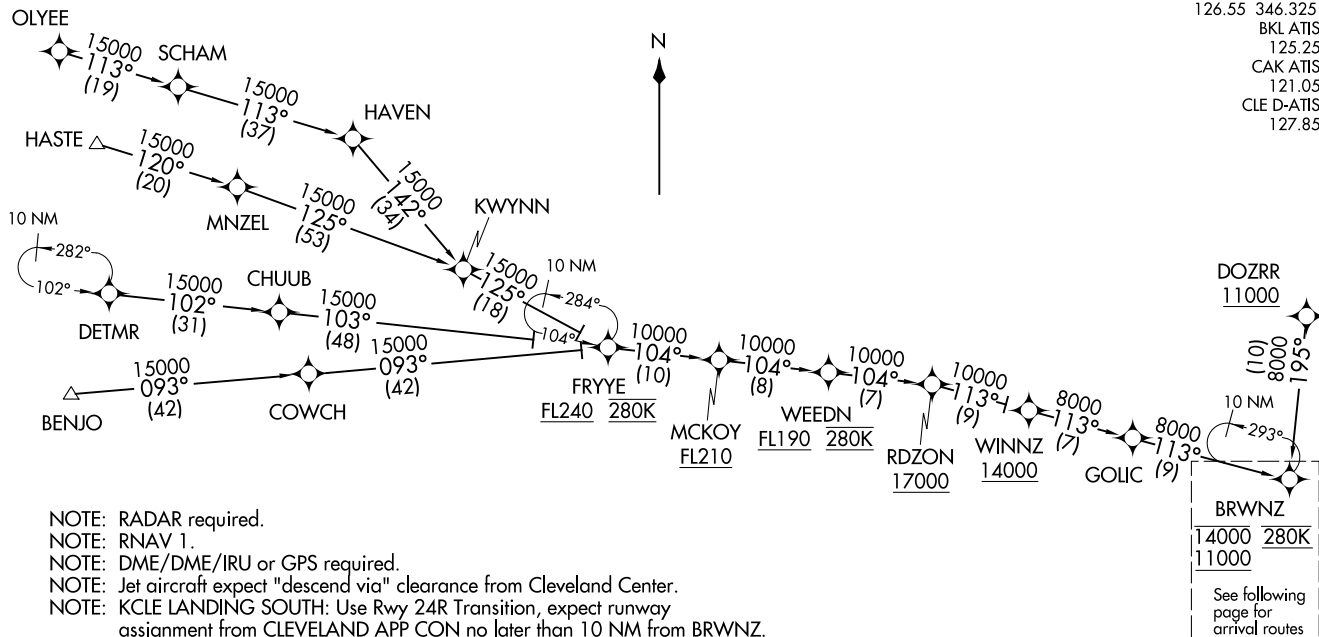 126.55 346.325
BKL ATIS
125.25
CAK ATIS
121.05
CLE D-ATIS
127.85
N
OLYEE
15000
113°
(19)
SCHAM
15000
113°
(37)
HAVEN
15000
142°
(34)
HASTE
15000
120°
(20)
MNZEL
15000
125°
(53)
KWYNN
15000
125°
(18)
10 NM
282°
102°
DETMR
15000
102°
(31)
CHUUB
15000
103°
(48)
10 NM
284°
104°
BENJO
15000
093°
(42)
COWCH
15000
093°
(42)
FRYYE
FL240 280K
10000
104°
(10)
MCKOY
FL210
10000
104°
(8)
WEEDN
FL190 280K
10000
104°
(7)
RDZON
17000
10000
113°
(9)
WINNZ
14000
8000
113°
(7)
GOLIC
8000
113°
(9)
10 NM
293°
DOZRR
11000
195°
8000
(10)
BRWNZ
14000 280K
11000
See following
page for
arrival routes
NOTE: RADAR required.
NOTE: RNAV 1.
NOTE: DME/DME/IRU or GPS required.
NOTE: Jet aircraft expect "descend via" clearance from Cleveland Center.
NOTE: KCLE LANDING SOUTH: Use Rwy 24R Transition, expect runway
assignment from CLEVELAND APP CON no later than 10 NM from BRWNZ.